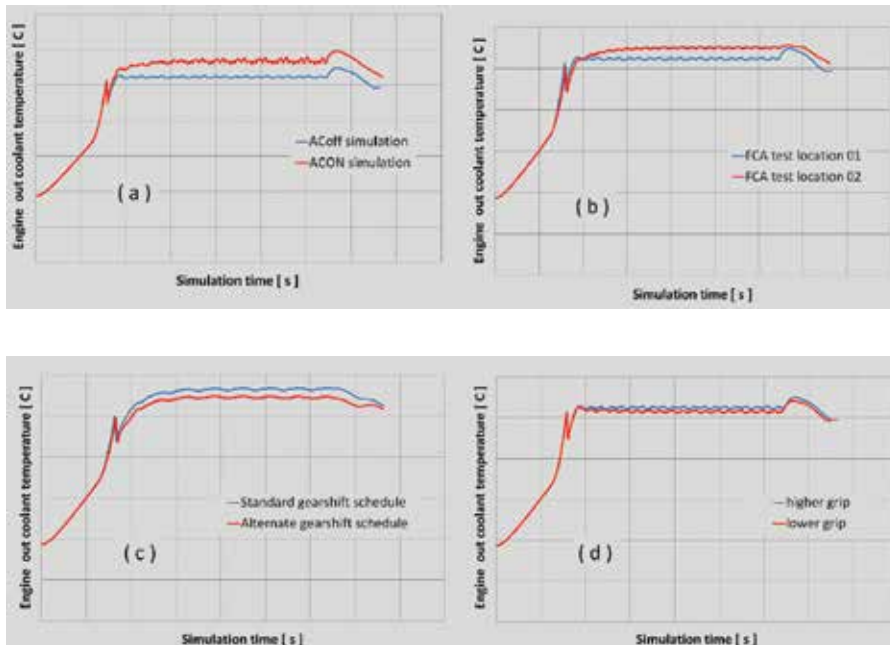 Engine out coolant temperature [ C ]
ACoff simulation
ACON simulation
( a )
Simulation time [ s ]
Engine out coolant temperature [ C ]
FCA test location 01
FCA test location 02
( b )
Simulation time [ s ]
Engine out coolant temperature [ C ]
Standard gearshift schedule
Alternate gearshift schedule
( c )
Simulation time [ s ]
Engine out coolant temperature [ C ]
higher grip
lower grip
( d )
Simulation time [ s ]